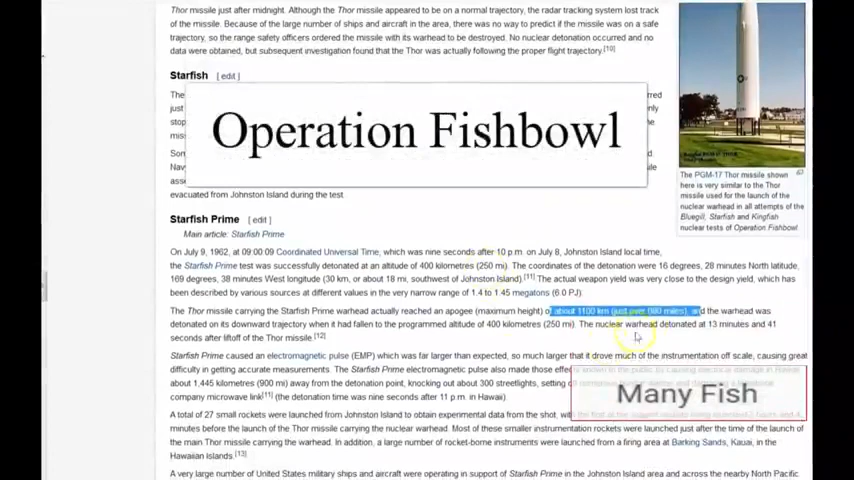 Thor missile just after midnight. Although the Thor missile appeared to be on a normal trajectory, the radar tracking system lost track
of the missile. Because of the large number of ships and aircraft in the area, there was no way to predict if the missile was on a safe
trajectory, so the range safety officers ordered the missile with its warhead to be destroyed. No nuclear detonation occurred and no
data were obtained, but subsequent investigation found that the Thor was actually following the proper flight trajectory.[10]
Starfish [edit]
The
just
stop
mis
Operation Fishbowl
Son
Nav
asse
evacuated from Johnston Island during the test.
The PGM-17 Thor missile shown
here is very similar to the Thor
missile used for the launch of the
nuclear warhead in all attempts of the
Bluegill, Starfish and Kingfish
nuclear tests of Operation Fishbowl.
Starfish Prime [edit]
Main article: Starfish Prime
On July 9, 1962, at 09:00:09 Coordinated Universal Time, which was nine seconds after 10 p.m. on July 8, Johnston Island local time,
the Starfish Prime test was successfully detonated at an altitude of 400 kilometres (250 mi). The coordinates of the detonation were 16 degrees, 28 minutes North latitude,
169 degrees, 38 minutes West longitude (30 km, or about 18 mi, southwest of Johnston Island).[11] The actual weapon yield was very close to the design yield, which has
been described by various sources at different values in the very narrow range of 1.4 to 1.45 megatons (6.0 PJ).
The Thor missile carrying the Starfish Prime warhead actually reached an apogee (maximum height) of about 1100 km (just over miles), and the warhead was
detonated on its downward trajectory when it had fallen to the programmed altitude of 400 kilometres (250 mi). The nuclear warhead detonated at 13 minutes and 41
seconds after liftoff of the Thor missile.[12]
Starfish Prime caused an electromagnetic pulse (EMP) which was far larger than expected, so much larger that it drove much of the instrumentation off scale, causing great
difficulty in getting accurate measurements. The Starfish Prime electromagnetic pulse also made those effects known to the public by causing electrical damage in Hawaii
about 1,445 kilometres (900 mi) away from the detonation point, knocking out about 300 streetlights, setting
company microwave link[11] (the detonation time was nine seconds after 11 p.m. in Hawaii).
Many Fish
A total of 27 small rockets were launched from Johnston Island to obtain experimental data from the shot, with the first
minutes before the launch of the Thor missile carrying the nuclear warhead. Most of these smaller instrumentation rockets were launched just after the time of the launch of
the main Thor missile carrying the warhead. In addition, a large number of rocket-borne instruments were launched from a firing area at Barking Sands, Kauai, in the
Hawaiian Islands.[13]
A very large number of United States military ships and aircraft were operating in support of Starfish Prime in the Johnston Island area and across the nearby North Pacific